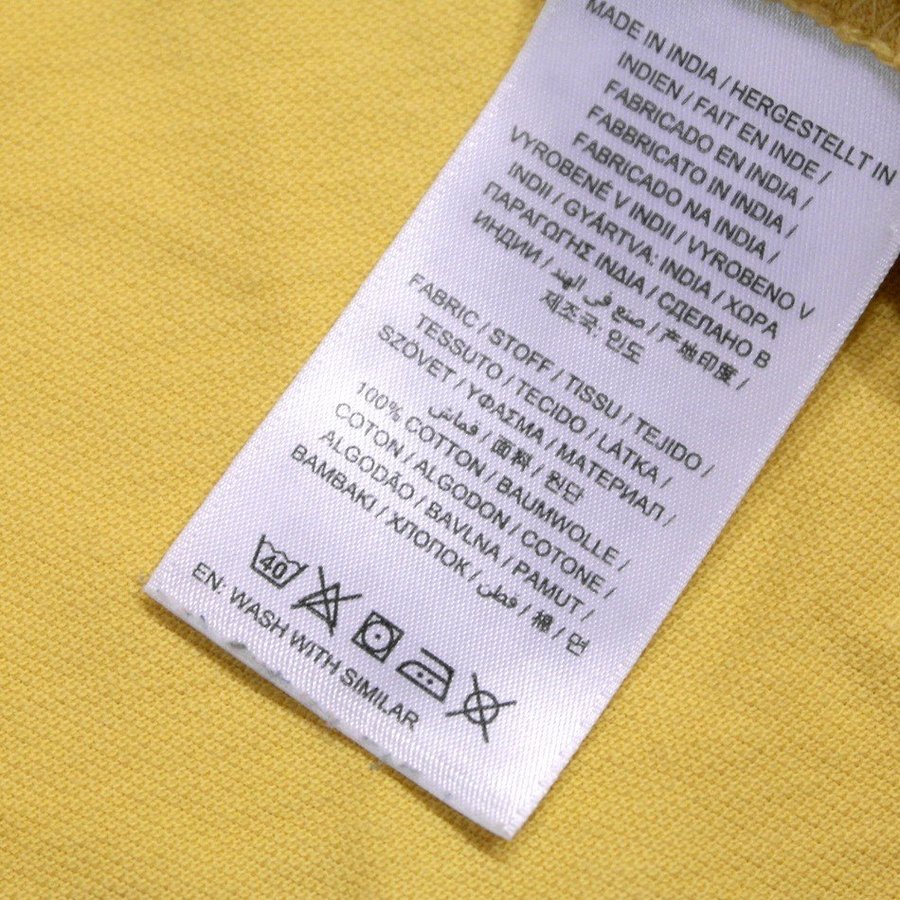 MADE IN INDIA / HERGESTELLT IN
INDIEN / FAIT EN INDE /
FABRICADO EN INDIA /
FABBRICATO IN INDIA /
FABRICADO NA INDIA /
VYROBENÉ V INDII / VYROBENO V
INDII / GYÁRTVA: INDIA / ΧΩΡΑ
ΠΑΡΑΓΩΓΗΣ ΙΝΔΙΑ / СДЕЛАНО В
ИНДИИ / صنع في الهند / 产地印度 /
제조국: 인도
FABRIC / STOFF / TISSU / TEJIDO /
TESSUTO / TECIDO / LÁTKA /
SZÖVET / ΥΦΑΣΜΑ / МАТЕРИАЛ /
قماش / 面料 / 원단
100% COTTON / BAUMWOLLE /
COTON / ALGODON / COTONE /
ALGODÃO / BAVLNA / PAMUT /
BAMBAKI / ХЛОПОК / قطن / 棉 / 면
40
EN: WASH WITH SIMILAR